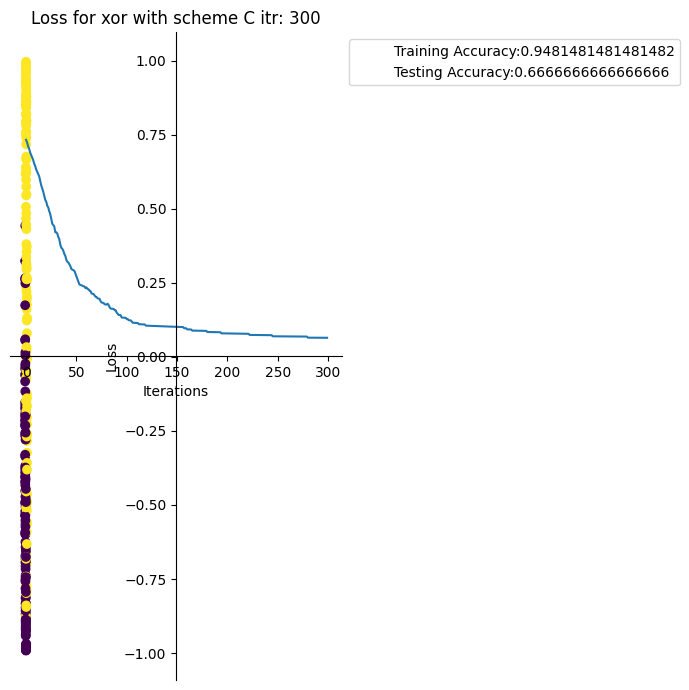 Loss for xor with scheme C itr: 300
Training Accuracy:0.9481481481481482
Testing Accuracy:0.6666666666666666
1.00
0.75
0.50
0.25
0.00
Loss
0 50 100 150 200 250 300
Iterations
−0.25
−0.50
−0.75
−1.00